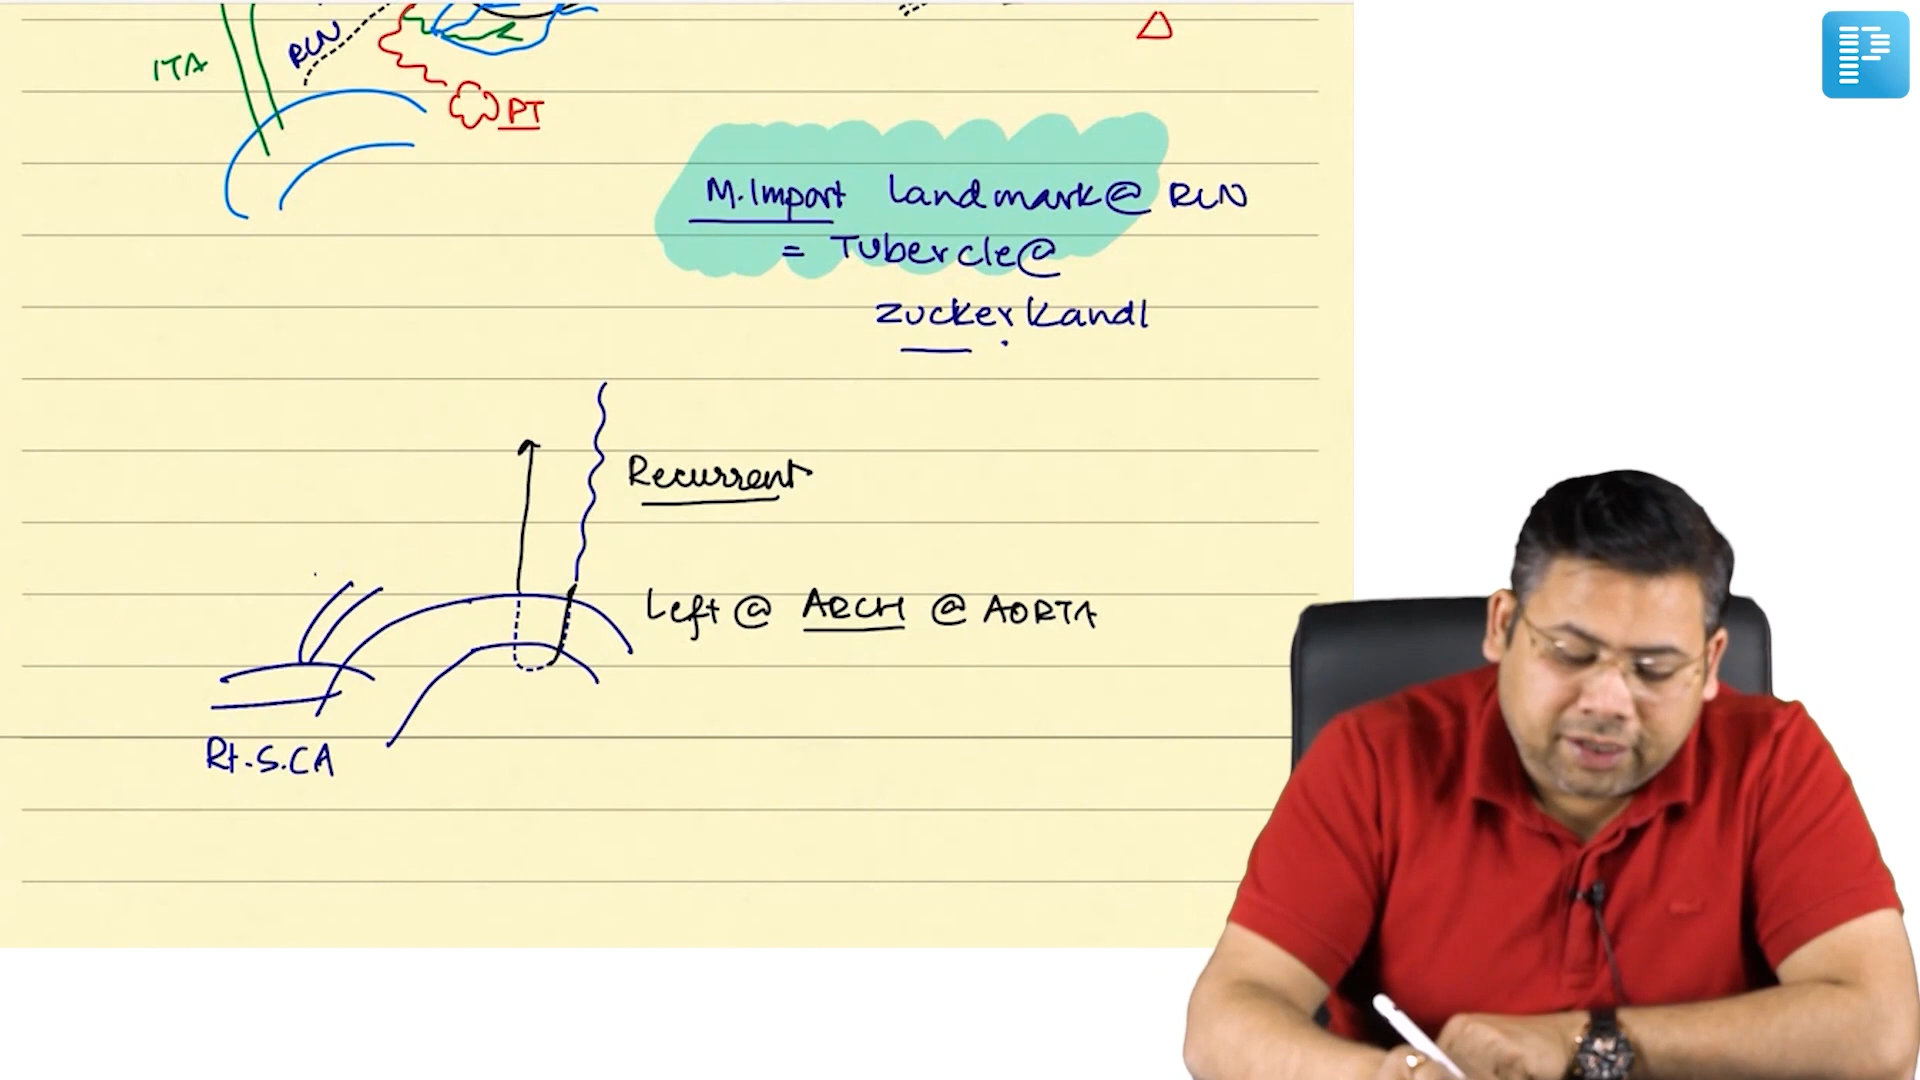 ITA
RLN
PT
M.Import landmark@ RLN
= Tubercle@
Zuckerkandl
Recurrent
Left @ ARCH @ AORTA
Rt.S.CA